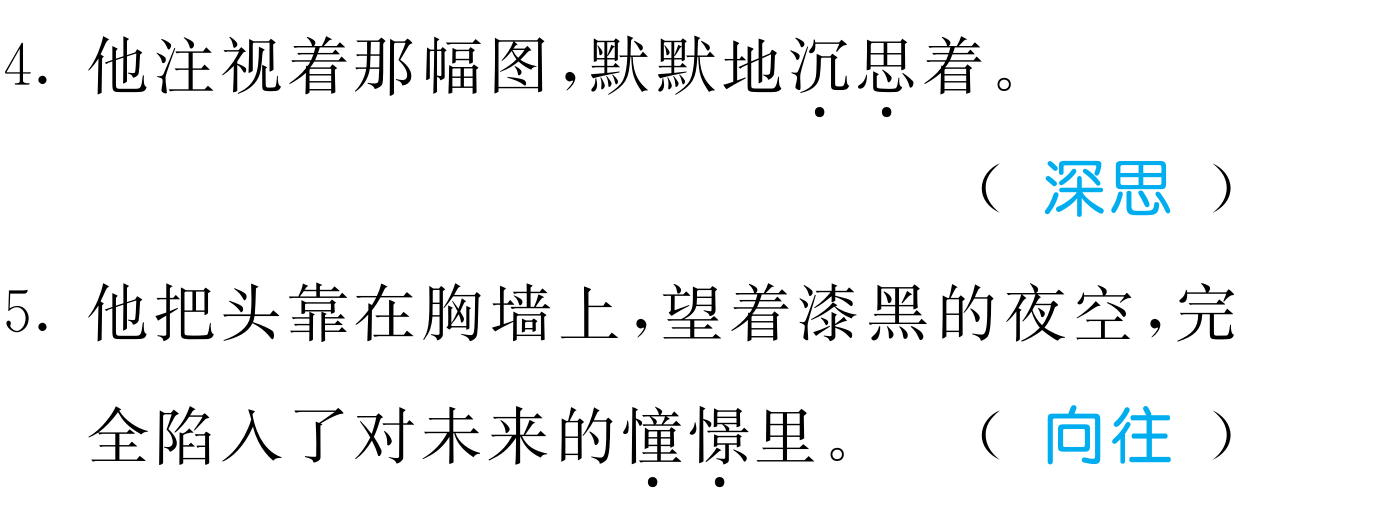 4. 他注视着那幅图,默默地沉思着。
( 深思 )
5. 他把头靠在胸墙上,望着漆黑的夜空,完
全陷入了对未来的憧憬里。 ( 向往 )